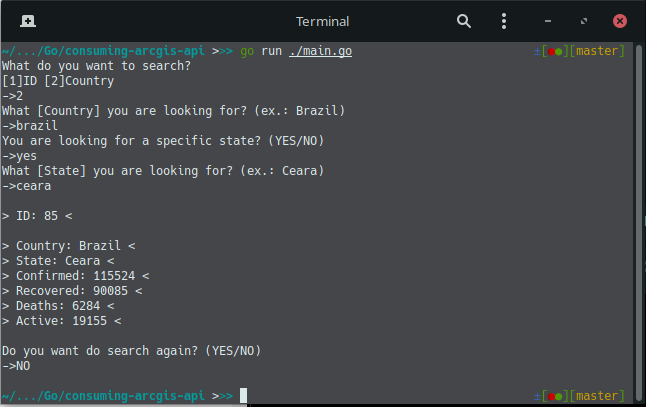 Terminal
~/.../Go/consuming-arcgis-api >>> go run ./main.go ±[●●][master]
What do you want to search?
[1]ID [2]Country
->2
What [Country] you are looking for? (ex.: Brazil)
->brazil
You are looking for a specific state? (YES/NO)
->yes
What [State] you are looking for? (ex.: Ceara)
->ceara
> ID: 85 <
> Country: Brazil <
> State: Ceara <
> Confirmed: 115524 <
> Recovered: 90085 <
> Deaths: 6284 <
> Active: 19155 <
Do you want do search again? (YES/NO)
->NO
~/.../Go/consuming-arcgis-api >>> ±[●●][master]